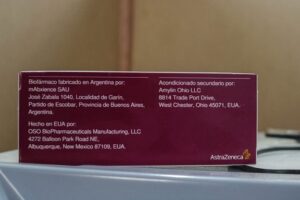 Biofármaco fabricado en Argentina por:
mAbxience SAU
José Zabala 1040, Localidad de Garín,
Partido de Escobar, Provincia de Buenos Aires,
Argentina.
Hecho en EUA por:
OSO BioPharmaceuticals Manufacturing, LLC
4272 Balloon Park Road NE,
Albuquerque, New Mexico 87109, EUA.
Acondicionado secundario por:
Amylin Ohio LLC
8814 Trade Port Drive,
West Chester, Ohio 45071, EUA.
AstraZeneca